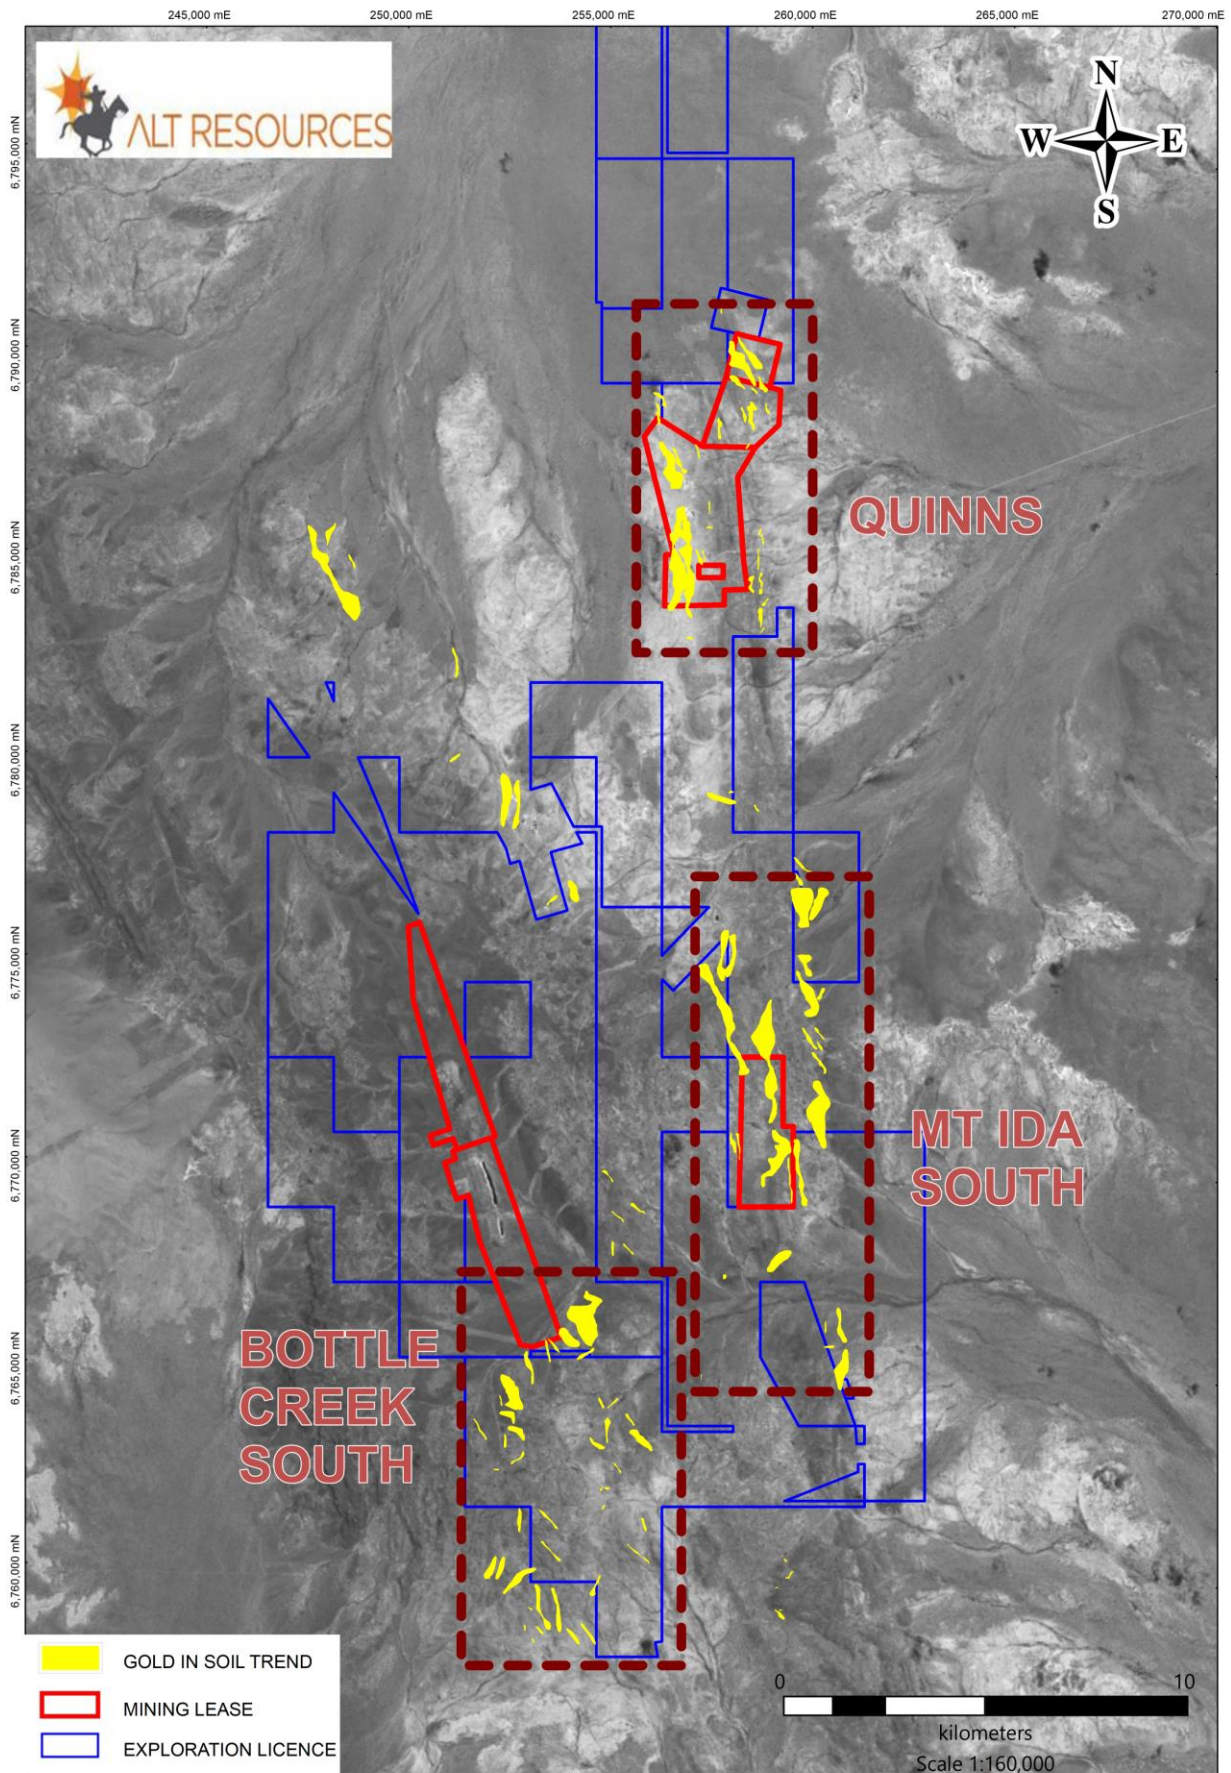 245,000 mE
250,000 mE
255,000 mE
260,000 mE
265,000 mE
270,000 mE
ALT RESOURCES
N
W
E
S
6,795,000 mN
6,790,000 mN
6,785,000 mN
6,780,000 mN
6,775,000 mN
6,770,000 mN
6,765,000 mN
6,760,000 mN
QUINNS
MT IDA
SOUTH
BOTTLE
CREEK
SOUTH
GOLD IN SOIL TREND
MINING LEASE
EXPLORATION LICENCE
0
10
kilometers
Scale 1:160,000